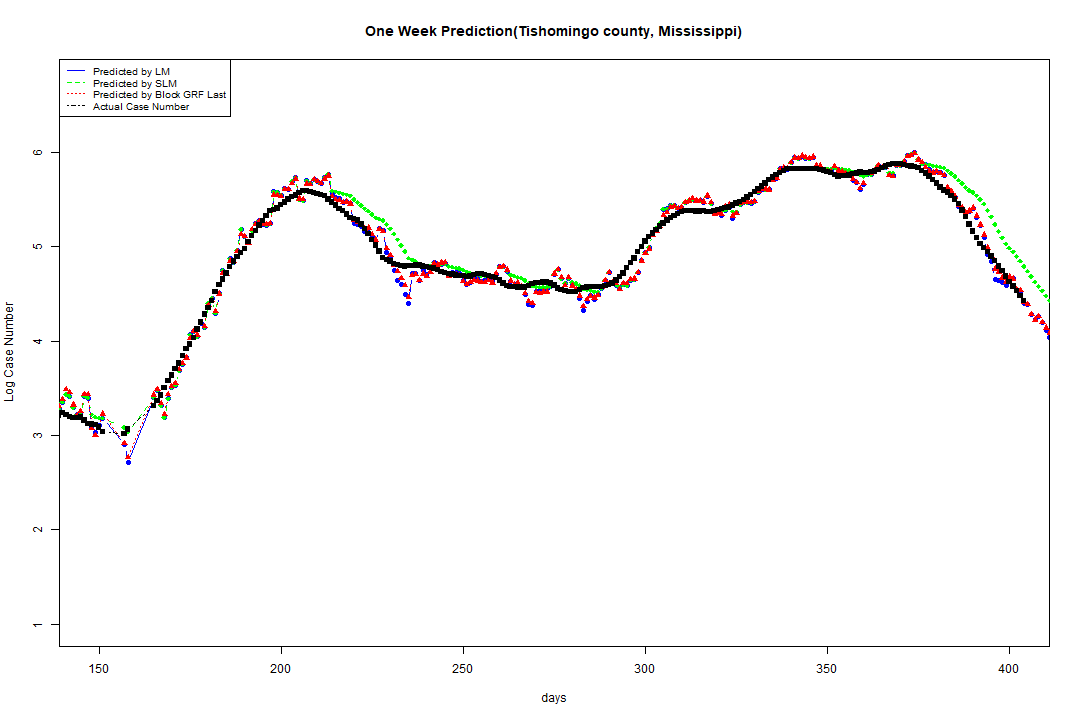 One Week Prediction(Tishomingo county, Mississippi)
Predicted by LM
Predicted by SLM
Predicted by Block GRF Last
Actual Case Number
6
5
4
3
2
1
Log Case Number
150 200 250 300 350 400
days